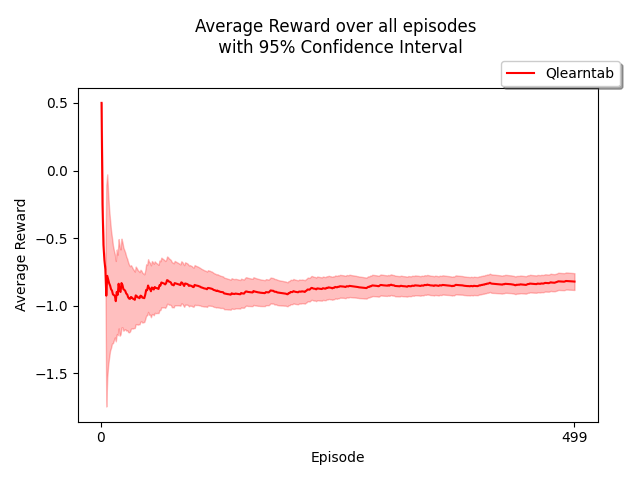 Average Reward over all episodes
with 95% Confidence Interval
Qlearntab
0.5
0.0
−0.5
−1.0
−1.5
Average Reward
0
499
Episode